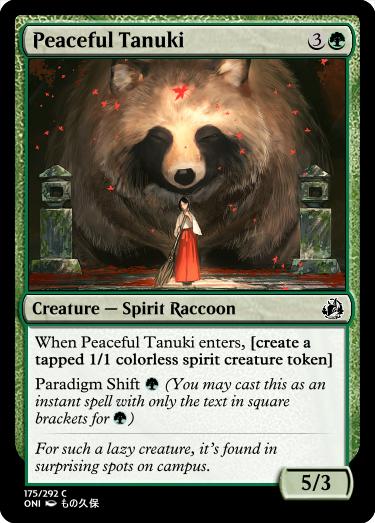 Peaceful Tanuki 3
Creature — Spirit Raccoon
When Peaceful Tanuki enters, [create a
tapped 1/1 colorless spirit creature token]
Paradigm Shift (You may cast this as an
instant spell with only the text in square
brackets for )
For such a lazy creature, it's found in
surprising spots on campus.
5/3
175/292 C
ONI もの久保